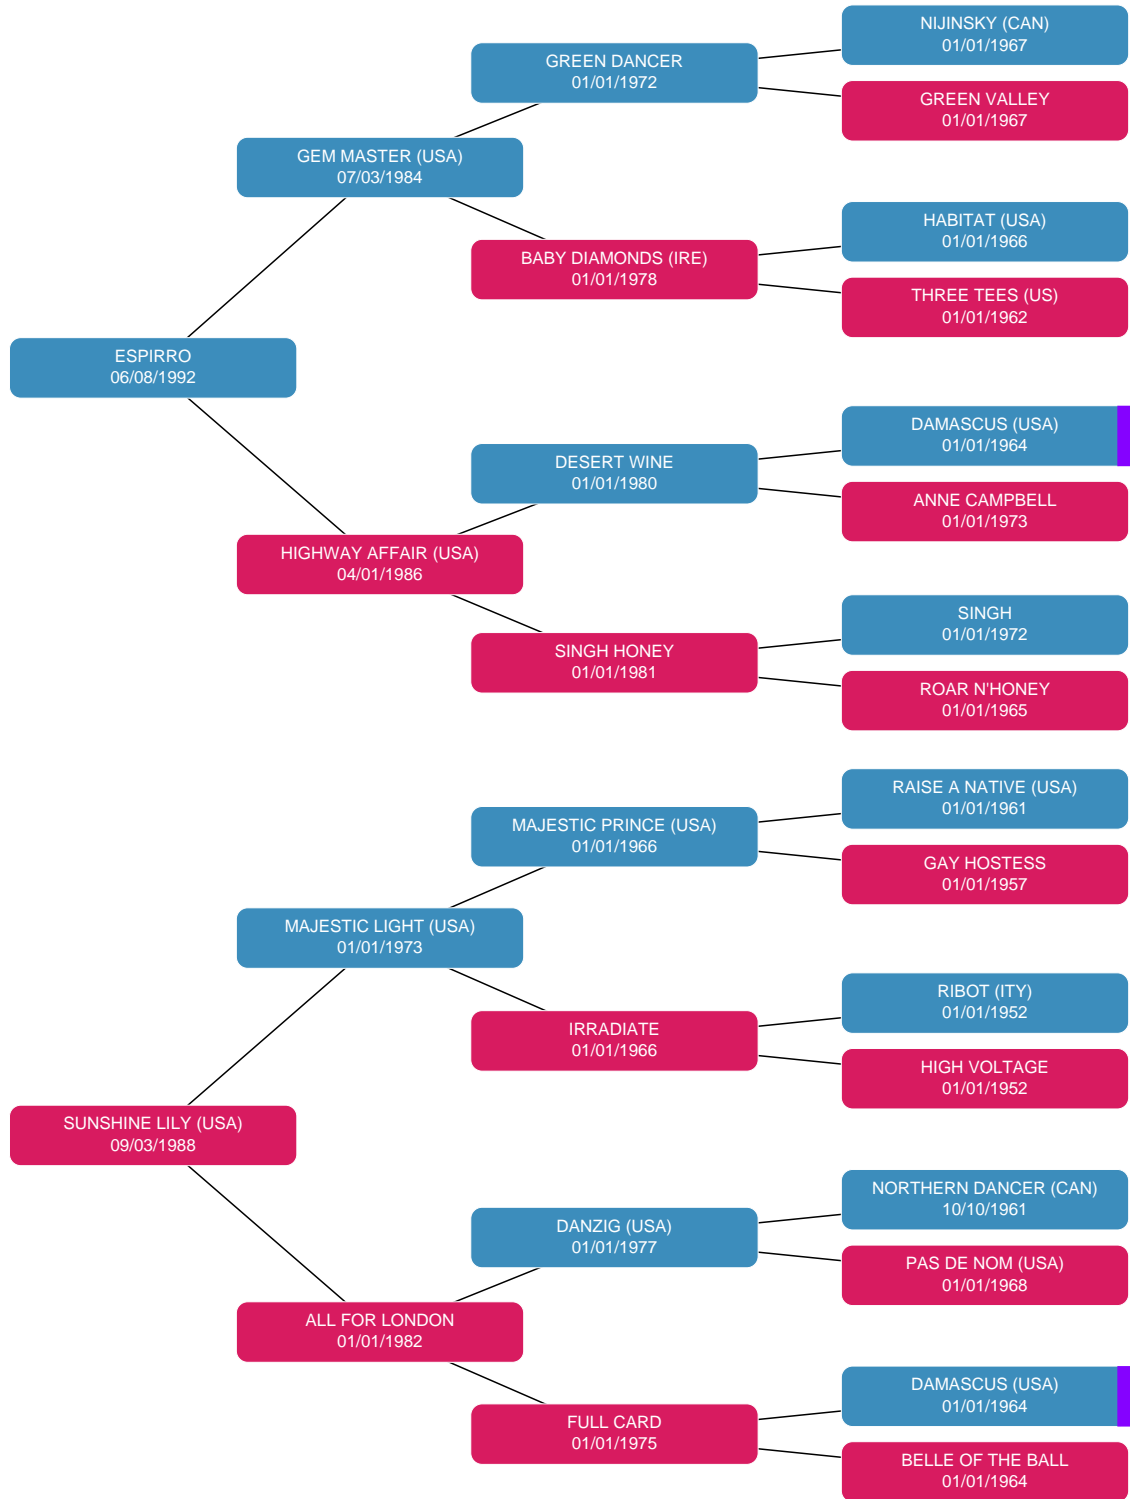 NIJINSKY (CAN)
01/01/1967
GREEN DANCER
01/01/1972
GREEN VALLEY
01/01/1967
GEM MASTER (USA)
07/03/1984
HABITAT (USA)
01/01/1966
BABY DIAMONDS (IRE)
01/01/1978
THREE TEES (US)
01/01/1962
ESPIRRO
06/08/1992
DAMASCUS (USA)
01/01/1964
DESERT WINE
01/01/1980
ANNE CAMPBELL
01/01/1973
HIGHWAY AFFAIR (USA)
04/01/1986
SINGH
01/01/1972
SINGH HONEY
01/01/1981
ROAR N'HONEY
01/01/1965
RAISE A NATIVE (USA)
01/01/1961
MAJESTIC PRINCE (USA)
01/01/1966
GAY HOSTESS
01/01/1957
MAJESTIC LIGHT (USA)
01/01/1973
RIBOT (ITY)
01/01/1952
IRRADIATE
01/01/1966
HIGH VOLTAGE
01/01/1952
SUNSHINE LILY (USA)
09/03/1988
NORTHERN DANCER (CAN)
10/10/1961
DANZIG (USA)
01/01/1977
PAS DE NOM (USA)
01/01/1968
ALL FOR LONDON
01/01/1982
DAMASCUS (USA)
01/01/1964
FULL CARD
01/01/1975
BELLE OF THE BALL
01/01/1964